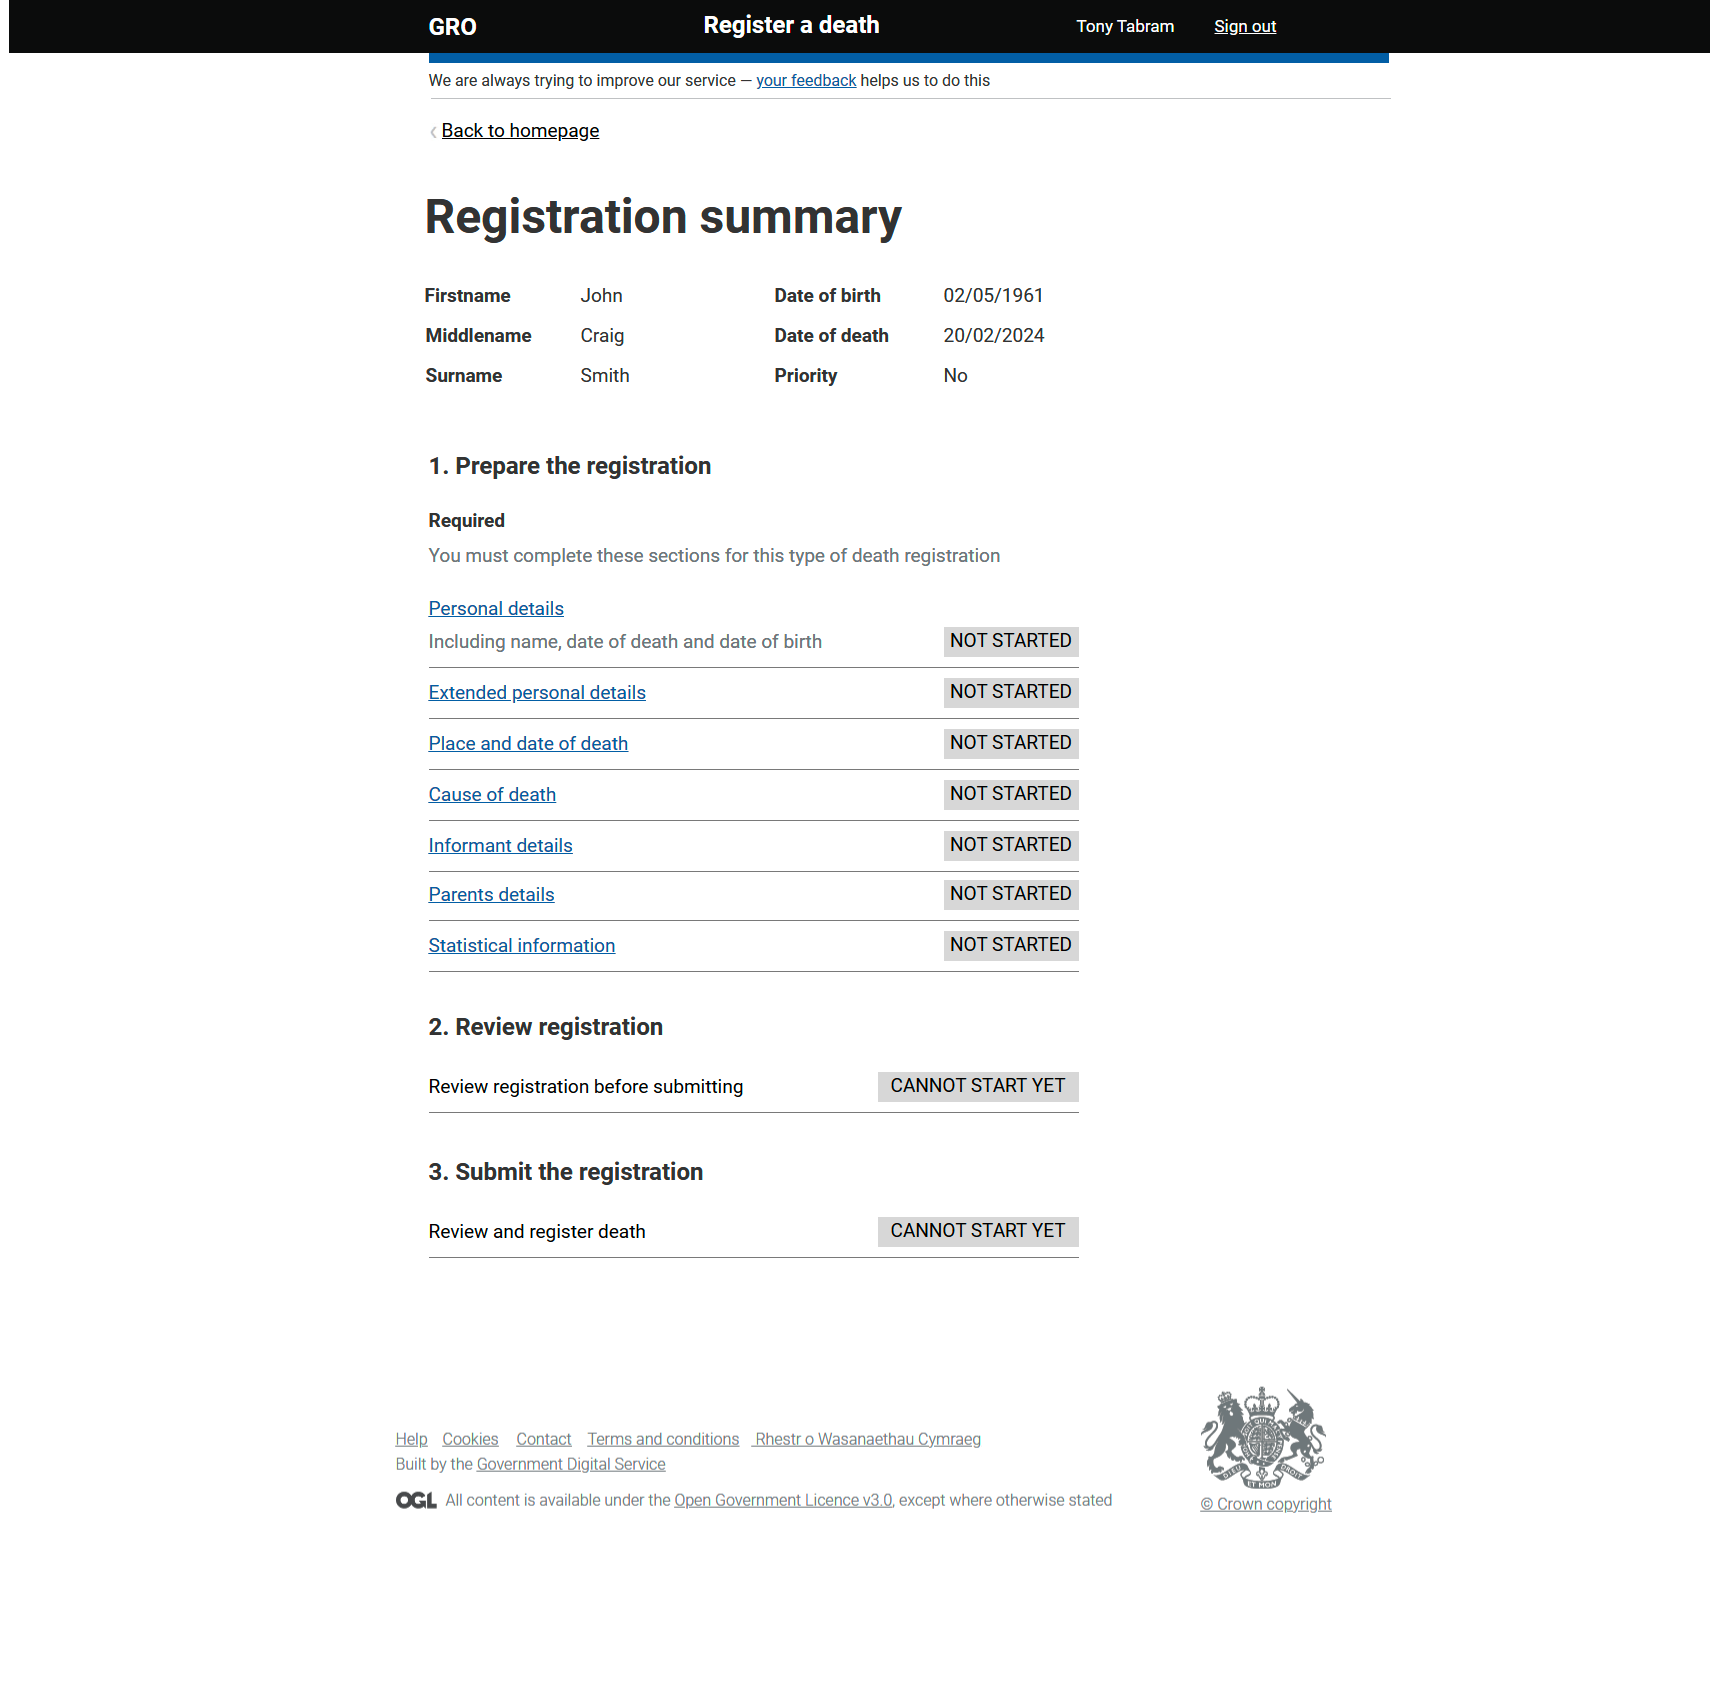 GRO Register a death Tony Tabram Sign out
We are always trying to improve our service — your feedback helps us to do this
‹ Back to homepage
Registration summary
Firstname John Date of birth 02/05/1961
Middlename Craig Date of death 20/02/2024
Surname Smith Priority No
1. Prepare the registration
Required
You must complete these sections for this type of death registration
Personal details
Including name, date of death and date of birth NOT STARTED
Extended personal details NOT STARTED
Place and date of death NOT STARTED
Cause of death NOT STARTED
Informant details NOT STARTED
Parents details NOT STARTED
Statistical information NOT STARTED
2. Review registration
Review registration before submitting CANNOT START YET
3. Submit the registration
Review and register death CANNOT START YET
Help Cookies Contact Terms and conditions Rhestr o Wasanaethau Cymraeg
Built by the Government Digital Service
OGL All content is available under the Open Government Licence v3.0, except where otherwise stated
DIEU ET MON DROIT
© Crown copyright